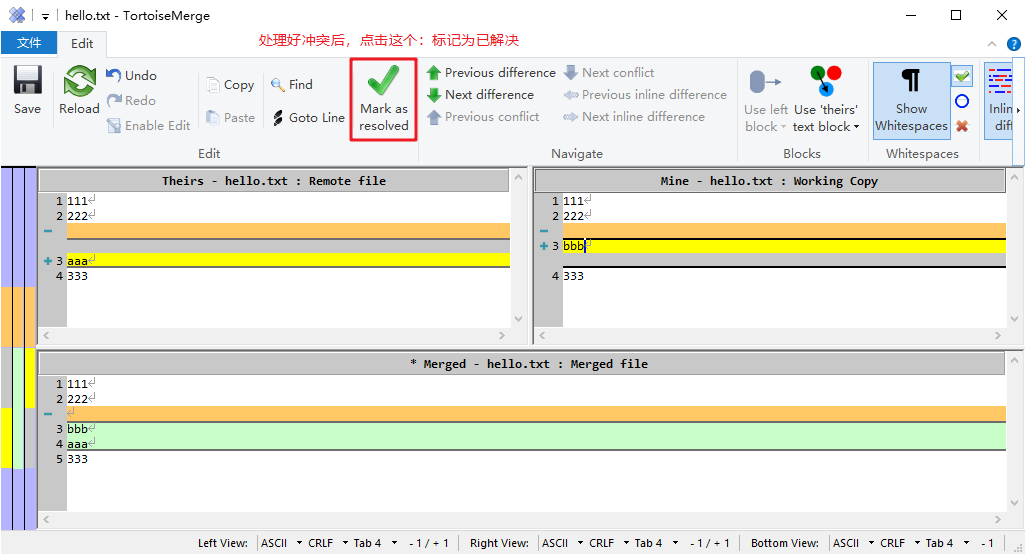 hello.txt - TortoiseMerge
文件 Edit
处理好冲突后，点击这个：标记为已解决
Save
Reload
Undo
Redo
Enable Edit
Copy
Paste
Find
Goto Line
Mark as
resolved
Previous difference
Next difference
Previous conflict
Next conflict
Previous inline difference
Next inline difference
Use left
block
Use 'theirs'
text block
Show
Whitespaces
Inlin
diff
Edit
Navigate
Blocks
Whitespaces
Theirs - hello.txt : Remote file
1 111
2 222
3 aaa
4 333
Mine - hello.txt : Working Copy
1 111
2 222
3 bbb
4 333
* Merged - hello.txt : Merged file
1 111
2 222
3 bbb
4 aaa
5 333
Left View: ASCII CRLF Tab 4 - 1 / + 1 Right View: ASCII CRLF Tab 4 - 1 / + 1 Bottom View: ASCII CRLF Tab 4 - 1